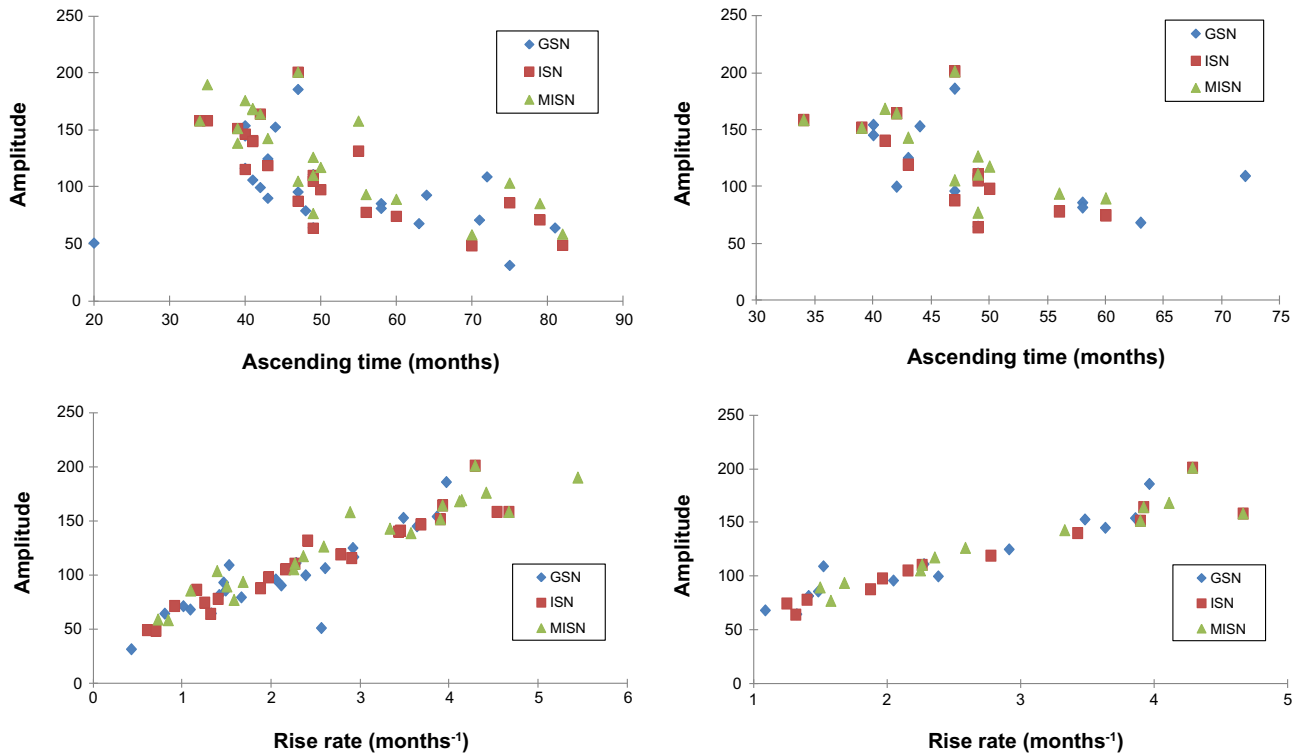 250
200
150
100
50
0
Amplitude
20 30 40 50 60 70 80 90
Ascending time (months)
GSN
ISN
MISN
250
200
150
100
50
0
Amplitude
30 35 40 45 50 55 60 65 70 75
Ascending time (months)
GSN
ISN
MISN
250
200
150
100
50
0
Amplitude
0 1 2 3 4 5 6
Rise rate (months⁻¹)
GSN
ISN
MISN
250
200
150
100
50
0
Amplitude
1 2 3 4 5
Rise rate (months⁻¹)
GSN
ISN
MISN